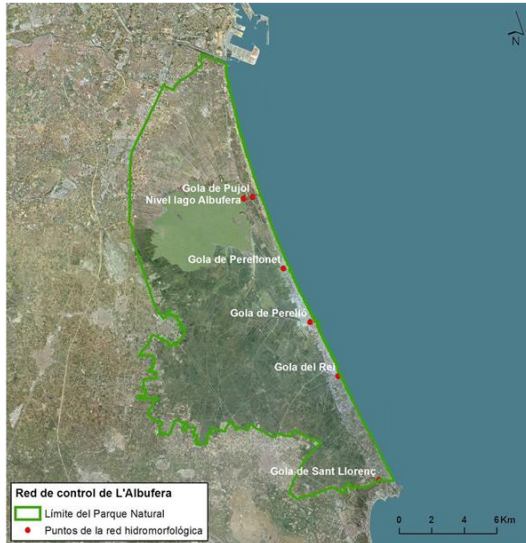 N
Gola de Pujol
Nivel lago Albufera
Gola de Perellonet
Gola de Perelló
Gola del Rei
Gola de Sant Llorenç
Red de control de L'Albufera
Límite del Parque Natural
Puntos de la red hidromorfológica
0 2 4 6 Km